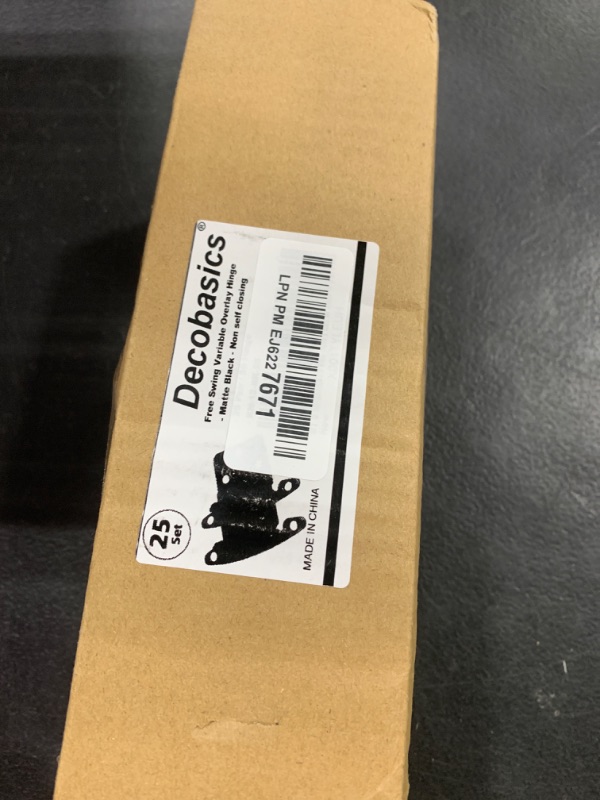 Decobasics®
Free Swing Variable Overlay Hinge
- Matte Black - Non self closing
LPN PM EJ6227671
25
Set
MADE IN CHINA